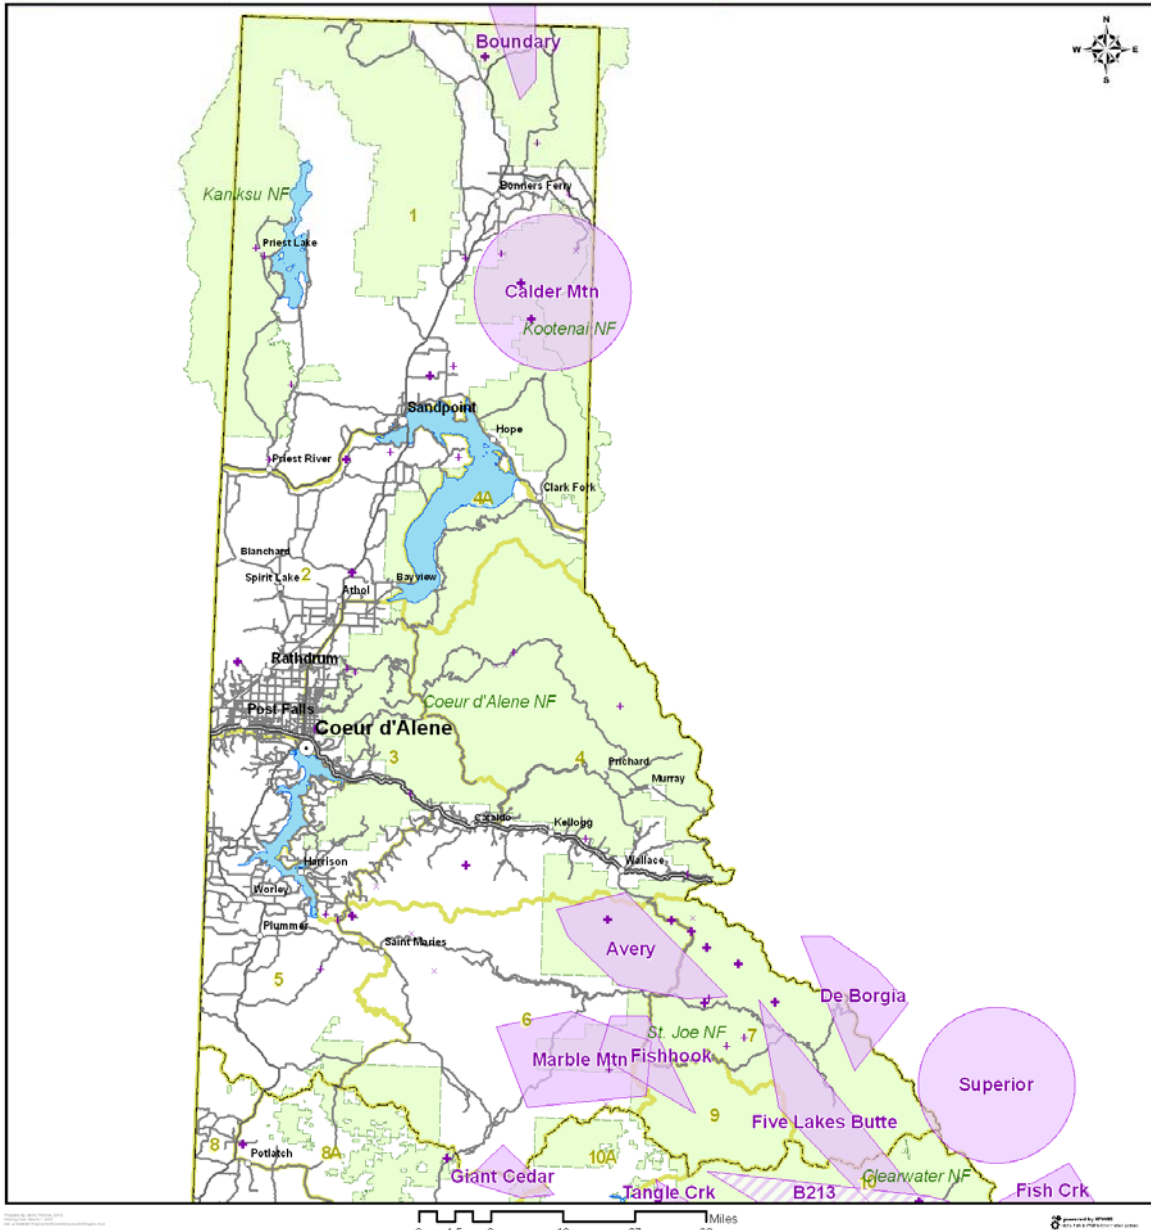 N
W E
S
Boundary
Kaniksu NF
Bonners Ferry
1
Priest Lake
Calder Mtn
Kootenai NF
Sandpoint
Hope
Priest River
Clark Fork
4A
Blanchard
Spirit Lake
2
Bayview
Athol
Rathdrum
Coeur d'Alene NF
Post Falls
Coeur d'Alene
3
4
Prichard
Murray
Cataldo
Kellogg
Harrison
Wallace
Worley
Plummer
Saint Maries
Avery
5
De Borgia
6
St. Joe NF
7
Marble Mtn
Fishhook
Superior
9
Five Lakes Butte
8
Potlatch
8A
10A
Giant Cedar
Clearwater NF
Tangle Crk
B213
10
Fish Crk
Miles